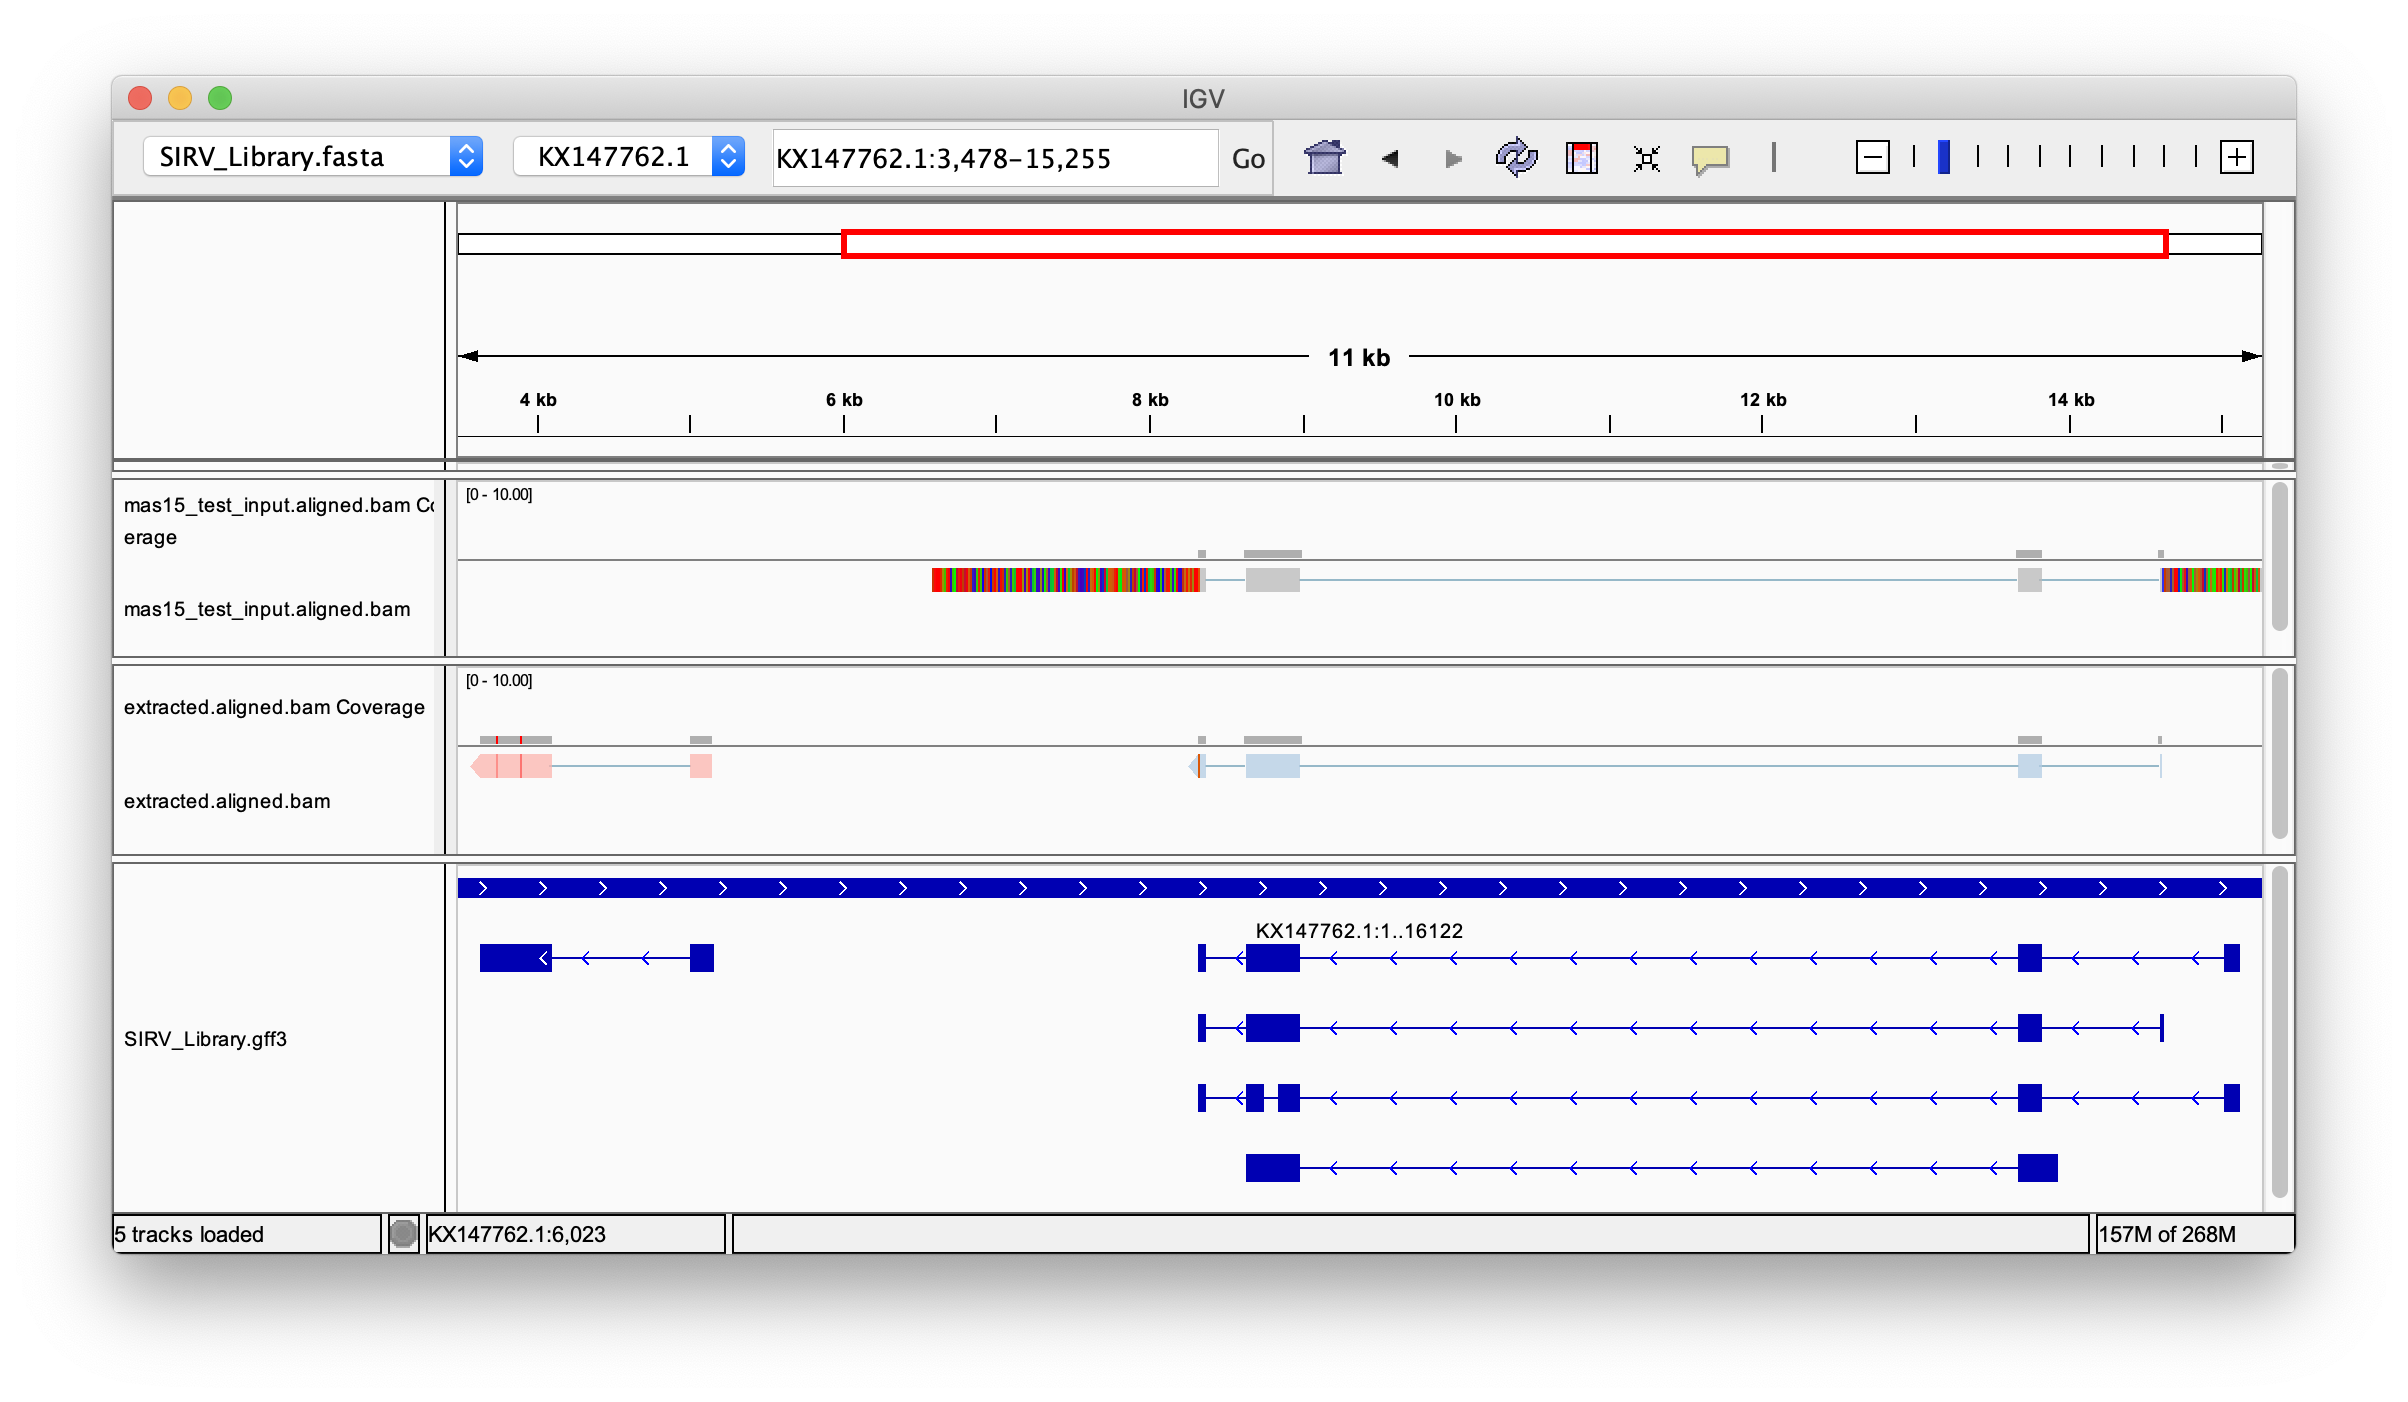 IGV
SIRV_Library.fasta KX147762.1 KX147762.1:3,478-15,255 Go
11 kb
4 kb 6 kb 8 kb 10 kb 12 kb 14 kb
[0 - 10.00]
mas15_test_input.aligned.bam Co
erage
mas15_test_input.aligned.bam
[0 - 10.00]
extracted.aligned.bam Coverage
extracted.aligned.bam
KX147762.1:1..16122
SIRV_Library.gff3
5 tracks loaded KX147762.1:6,023 157M of 268M